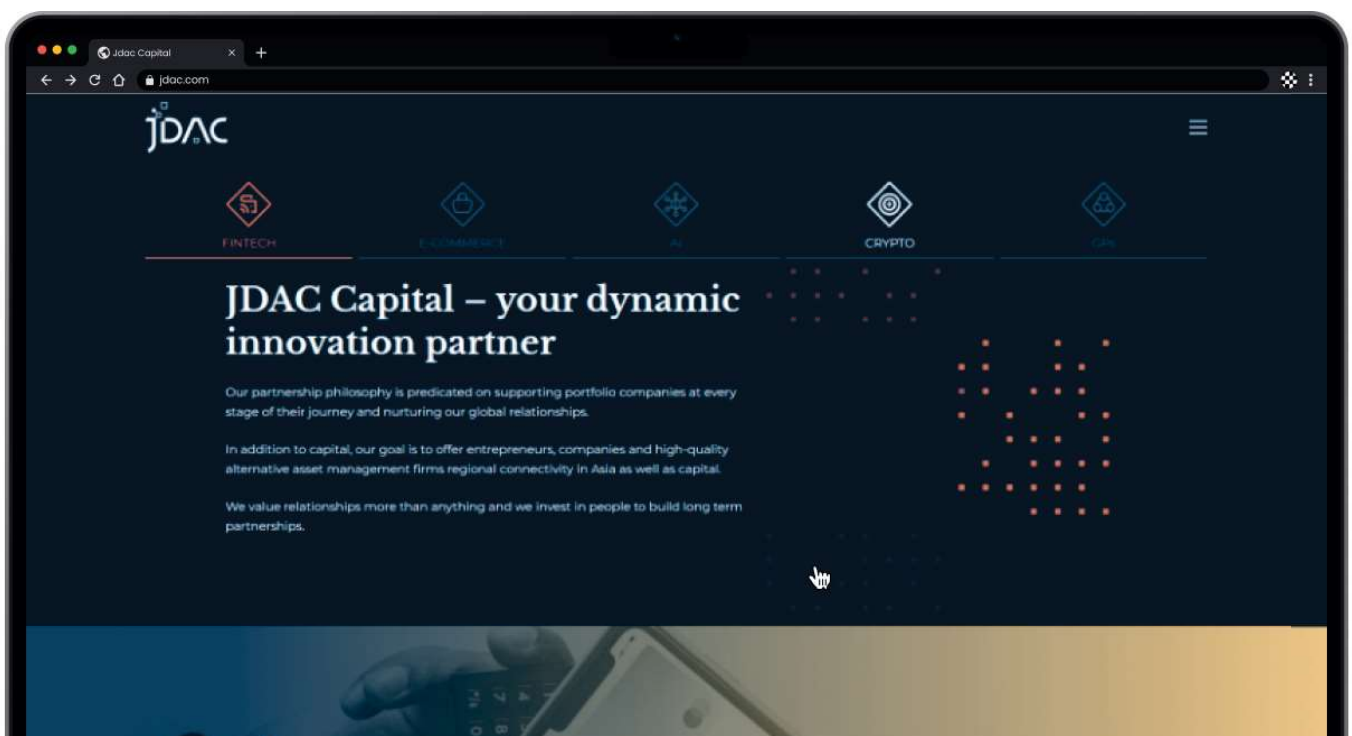 Jdac Capital
jdac.com
jDAC
FINTECH
E-COMMERCE
AI
CRYPTO
GPs
JDAC Capital – your dynamic
innovation partner
Our partnership philosophy is predicated on supporting portfolio companies at every
stage of their journey and nurturing our global relationships.
In addition to capital, our goal is to offer entrepreneurs, companies and high-quality
alternative asset management firms regional connectivity in Asia as well as capital.
We value relationships more than anything and we invest in people to build long term
partnerships.